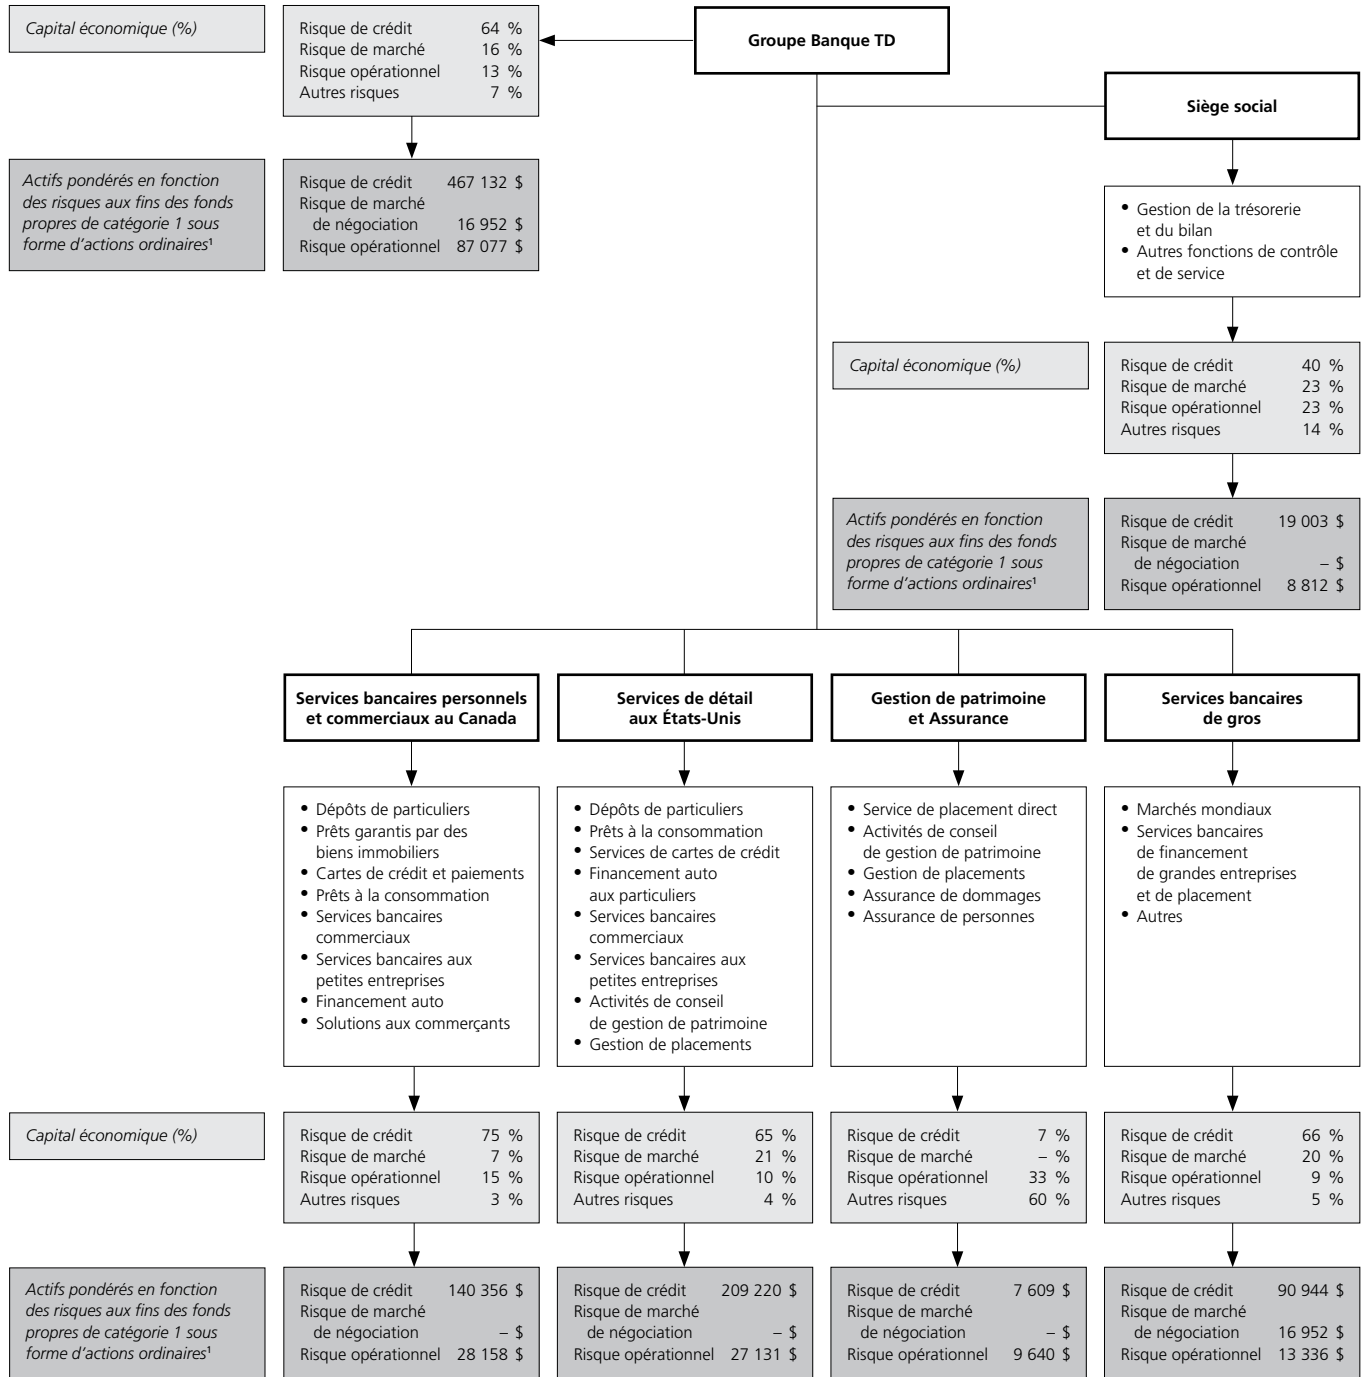 Capital économique (%)
Risque de crédit 64 %
Risque de marché 16 %
Risque opérationnel 13 %
Autres risques 7 %
Groupe Banque TD
Siège social
Actifs pondérés en fonction
des risques aux fins des fonds
propres de catégorie 1 sous
forme d'actions ordinaires¹
Risque de crédit 467 132 $
Risque de marché
de négociation 16 952 $
Risque opérationnel 87 077 $
• Gestion de la trésorerie
et du bilan
• Autres fonctions de contrôle
et de service
Capital économique (%)
Risque de crédit 40 %
Risque de marché 23 %
Risque opérationnel 23 %
Autres risques 14 %
Actifs pondérés en fonction
des risques aux fins des fonds
propres de catégorie 1 sous
forme d'actions ordinaires¹
Risque de crédit 19 003 $
Risque de marché
de négociation – $
Risque opérationnel 8 812 $
Services bancaires personnels
et commerciaux au Canada
Services de détail
aux États-Unis
Gestion de patrimoine
et Assurance
Services bancaires
de gros
• Dépôts de particuliers
• Prêts garantis par des
biens immobiliers
• Cartes de crédit et paiements
• Prêts à la consommation
• Services bancaires
commerciaux
• Services bancaires aux
petites entreprises
• Financement auto
• Solutions aux commerçants
• Dépôts de particuliers
• Prêts à la consommation
• Services de cartes de crédit
• Financement auto
aux particuliers
• Services bancaires
commerciaux
• Services bancaires aux
petites entreprises
• Activités de conseil
de gestion de patrimoine
• Gestion de placements
• Service de placement direct
• Activités de conseil
de gestion de patrimoine
• Gestion de placements
• Assurance de dommages
• Assurance de personnes
• Marchés mondiaux
• Services bancaires
de financement
de grandes entreprises
et de placement
• Autres
Capital économique (%)
Risque de crédit 75 %
Risque de marché 7 %
Risque opérationnel 15 %
Autres risques 3 %
Risque de crédit 65 %
Risque de marché 21 %
Risque opérationnel 10 %
Autres risques 4 %
Risque de crédit 7 %
Risque de marché – %
Risque opérationnel 33 %
Autres risques 60 %
Risque de crédit 66 %
Risque de marché 20 %
Risque opérationnel 9 %
Autres risques 5 %
Actifs pondérés en fonction
des risques aux fins des fonds
propres de catégorie 1 sous
forme d'actions ordinaires¹
Risque de crédit 140 356 $
Risque de marché
de négociation – $
Risque opérationnel 28 158 $
Risque de crédit 209 220 $
Risque de marché
de négociation – $
Risque opérationnel 27 131 $
Risque de crédit 7 609 $
Risque de marché
de négociation – $
Risque opérationnel 9 640 $
Risque de crédit 90 944 $
Risque de marché
de négociation 16 952 $
Risque opérationnel 13 336 $